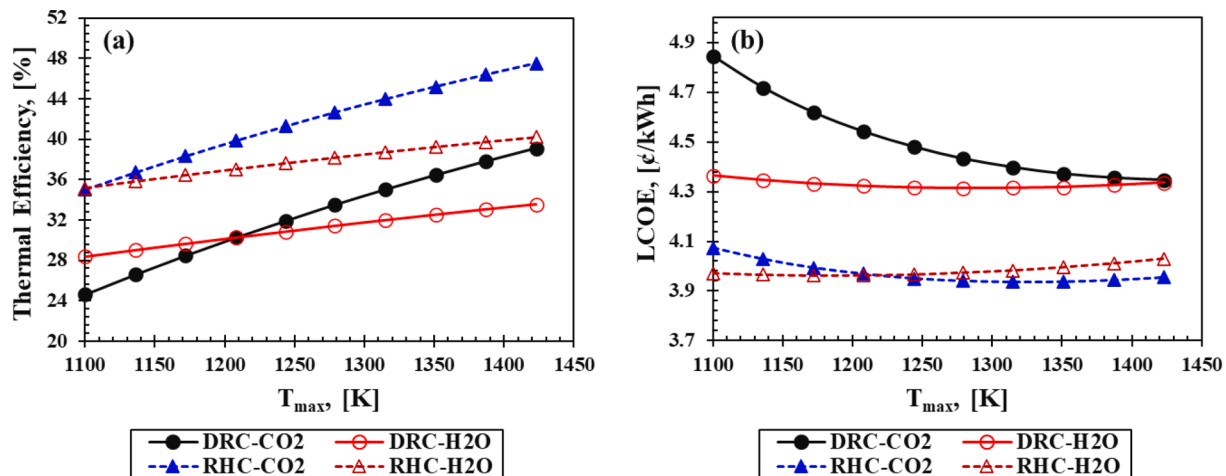 (a)
Thermal Efficiency, [%]
52
48
44
40
36
32
28
24
20
1100 1150 1200 1250 1300 1350 1400 1450
Tmax, [K]
DRC-CO2 DRC-H2O
RHC-CO2 RHC-H2O
(b)
LCOE, [¢/kWh]
4.9
4.7
4.5
4.3
4.1
3.9
3.7
1100 1150 1200 1250 1300 1350 1400 1450
Tmax, [K]
DRC-CO2 DRC-H2O
RHC-CO2 RHC-H2O